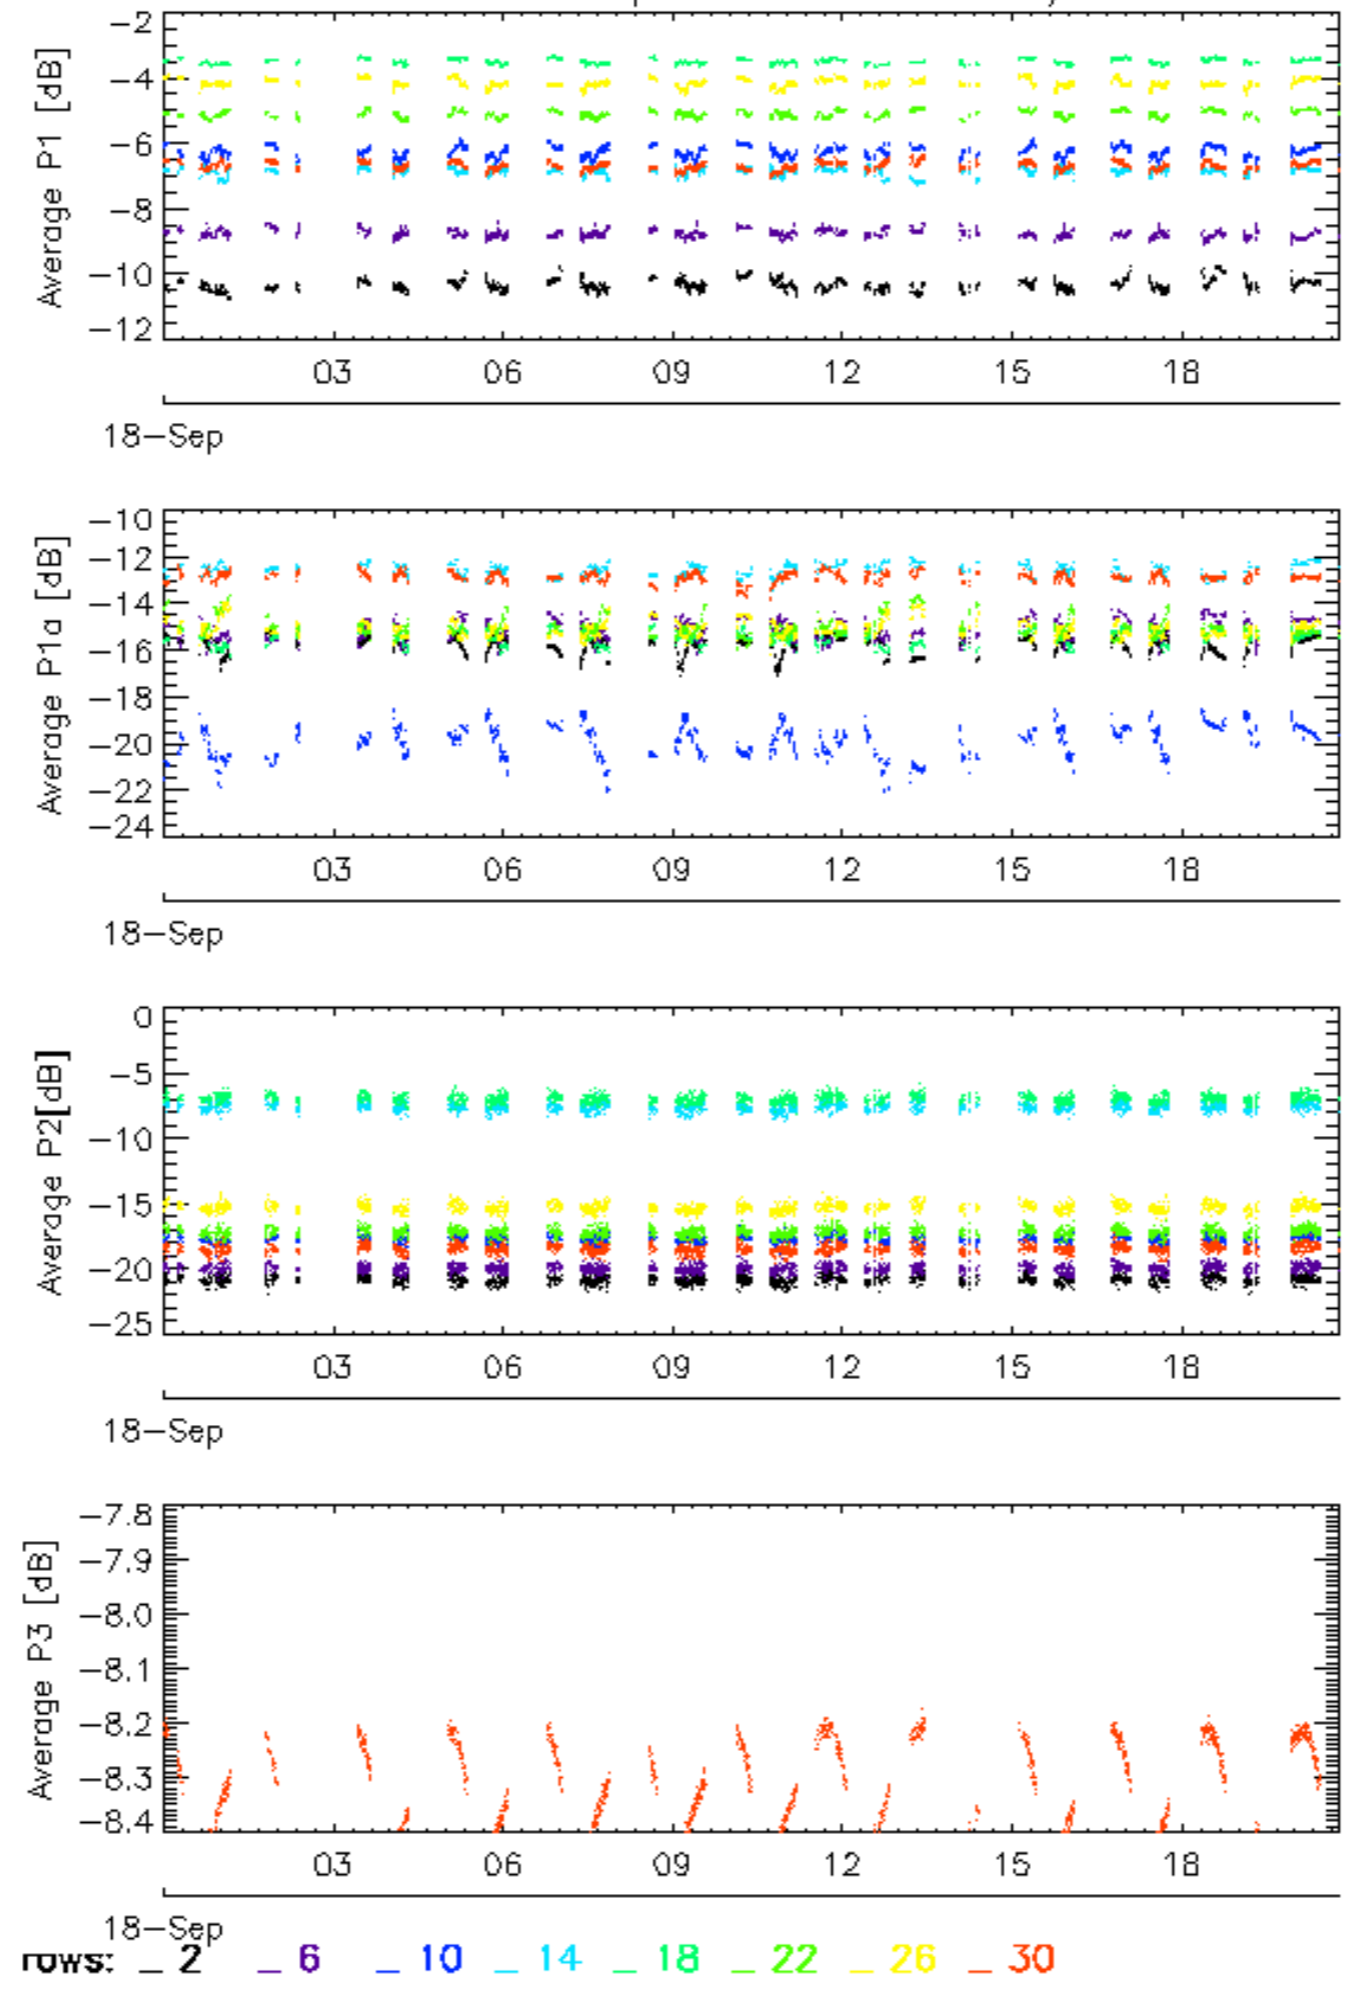 Average P1 [dB]
-2
-4
-6
-8
-10
-12
03 06 09 12 15 18
18-Sep
Average P1a [dB]
-10
-12
-14
-16
-18
-20
-22
-24
03 06 09 12 15 18
18-Sep
Average P2[dB]
0
-5
-10
-15
-20
-25
03 06 09 12 15 18
18-Sep
Average P3 [dB]
-7.8
-7.9
-8.0
-8.1
-8.2
-8.3
-8.4
03 06 09 12 15 18
18-Sep
rows: _ 2 _ 6 _ 10 _ 14 _ 18 _ 22 _ 26 _ 30